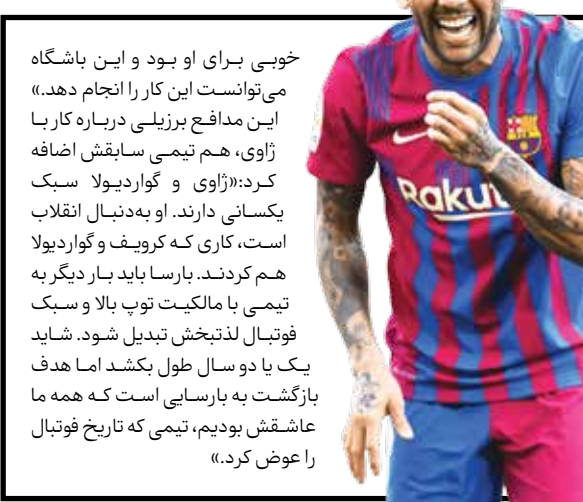 خوبی برای او بود و این باشگاه
می‌توانست این کار را انجام دهد.»
این مدافع برزیلی درباره کار با
ژاوی، هم تیمی سابقش اضافه
کرد:«ژاوی و گواردیولا سبک
یکسانی دارند. او به‌دنبال انقلاب
است، کاری که کرویف و گواردیولا
هم کردند. بارسا باید بار دیگر به
تیمی با مالکیت توپ بالا و سبک
فوتبال لذتبخش تبدیل شود. شاید
یک یا دو سال طول بکشد اما هدف
بازگشت به بارسایی است که همه ما
عاشقش بودیم، تیمی که تاریخ فوتبال
را عوض کرد.»
Rakut